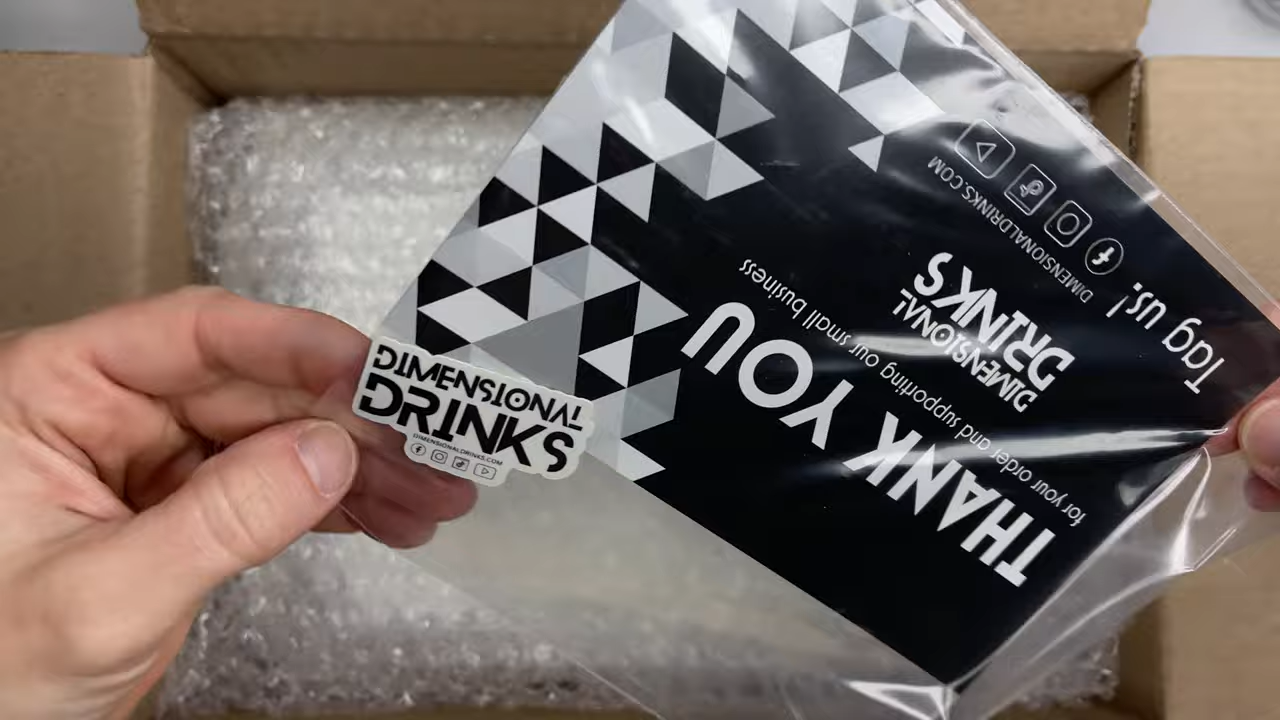 DIMENSIONAL
DRINKS
DIMENSIONALDRINKS.COM
THANK YOU
for your order and supporting our small business
DIMENSIONAL
DRINKS
Tag us!
DIMENSIONALDRINKS.COM